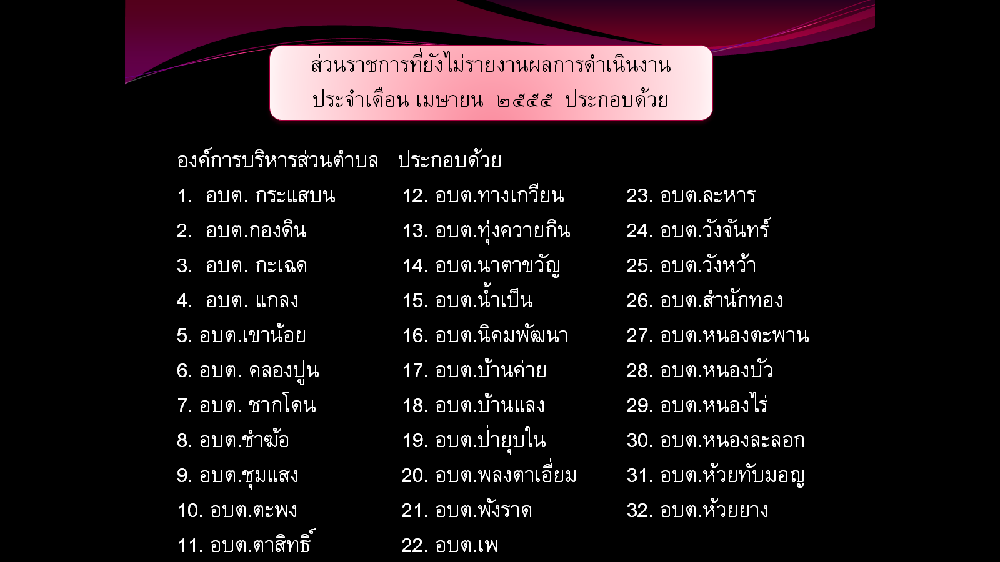 ส่วนราชการที่ยังไม่รายงานผลการดำเนินงาน
ประจำเดือน เมษายน ๒๕๕๕ ประกอบด้วย
องค์การบริหารส่วนตำบล ประกอบด้วย
1. อบต. กระแสบน
2. อบต.กองดิน
3. อบต. กะเฉด
4. อบต. แกลง
5. อบต.เขาน้อย
6. อบต. คลองปูน
7. อบต. ชากโดน
8. อบต.ชำฆ้อ
9. อบต.ชุมแสง
10. อบต.ตะพง
11. อบต.ตาสิทธิ์
12. อบต.ทางเกวียน
13. อบต.ทุ่งควายกิน
14. อบต.นาตาขวัญ
15. อบต.น้ำเป็น
16. อบต.นิคมพัฒนา
17. อบต.บ้านค่าย
18. อบต.บ้านแลง
19. อบต.ป่ายุบใน
20. อบต.พลงตาเอี่ยม
21. อบต.พังราด
22. อบต.เพ
23. อบต.ละหาร
24. อบต.วังจันทร์
25. อบต.วังหว้า
26. อบต.สำนักทอง
27. อบต.หนองตะพาน
28. อบต.หนองบัว
29. อบต.หนองไร่
30. อบต.หนองละลอก
31. อบต.ห้วยทับมอญ
32. อบต.ห้วยยาง